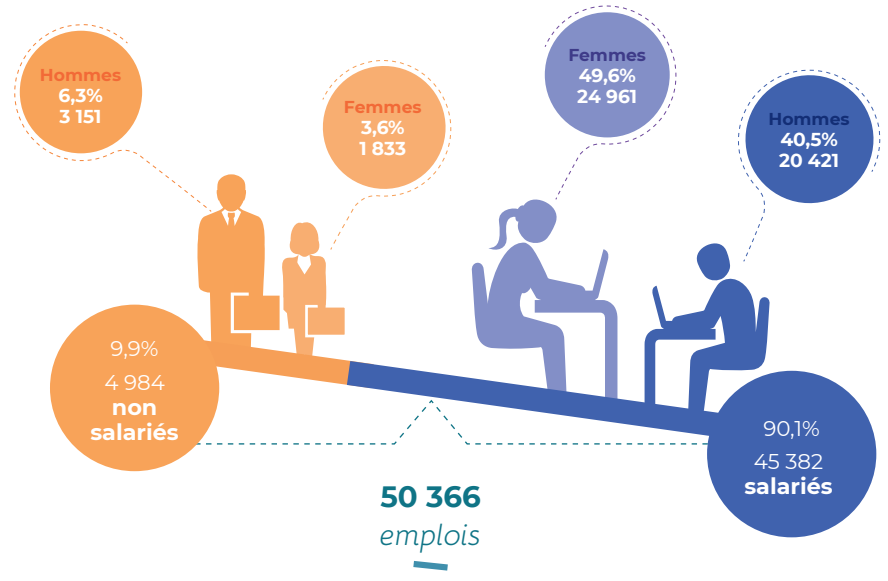 Hommes
6,3%
3 151
Femmes
3,6%
1 833
Femmes
49,6%
24 961
Hommes
40,5%
20 421
9,9%
4 984
non
salariés
90,1%
45 382
salariés
50 366
emplois